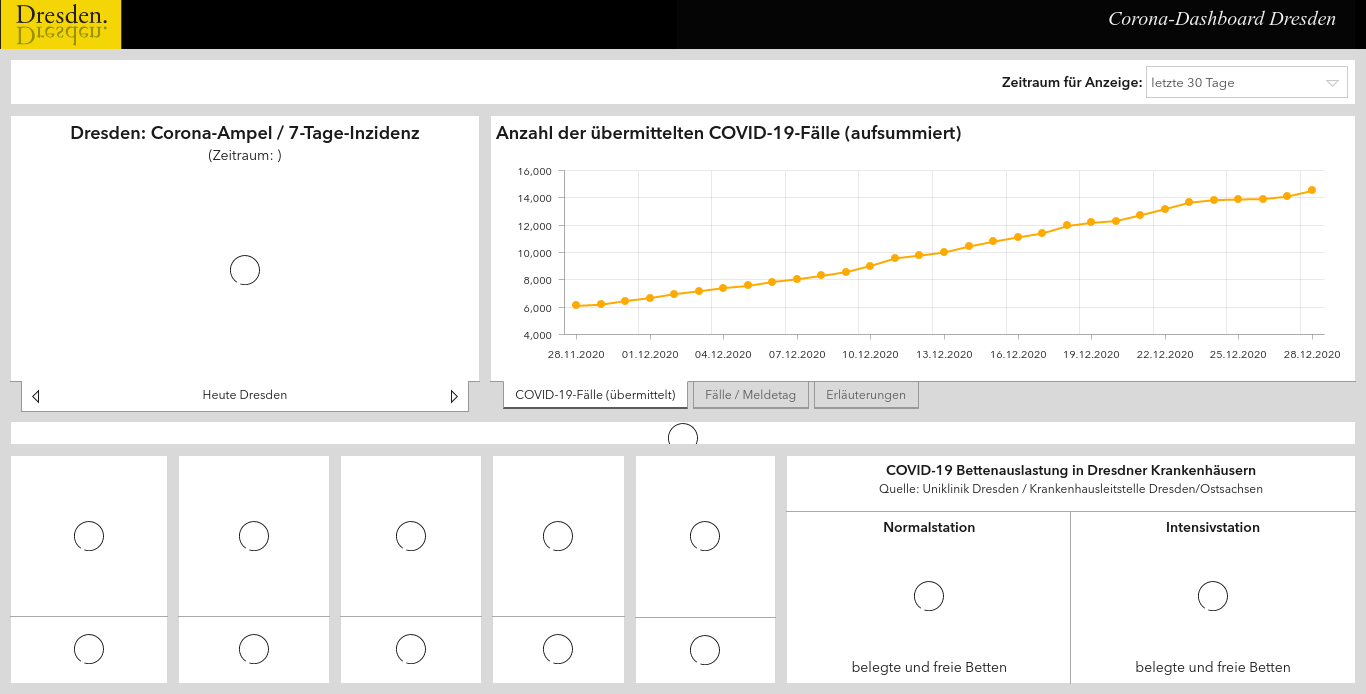 Dresden.
Dresden.
Corona-Dashboard Dresden
Zeitraum für Anzeige: letzte 30 Tage
Dresden: Corona-Ampel / 7-Tage-Inzidenz
(Zeitraum: )
Heute Dresden
Anzahl der übermittelten COVID-19-Fälle (aufsummiert)
16,000
14,000
12,000
10,000
8,000
6,000
4,000
28.11.2020 01.12.2020 04.12.2020 07.12.2020 10.12.2020 13.12.2020 16.12.2020 19.12.2020 22.12.2020 25.12.2020 28.12.2020
COVID-19-Fälle (übermittelt) Fälle / Meldetag Erläuterungen
COVID-19 Bettenauslastung in Dresdner Krankenhäusern
Quelle: Uniklinik Dresden / Krankenhausleitstelle Dresden/Ostsachsen
Normalstation
belegte und freie Betten
Intensivstation
belegte und freie Betten